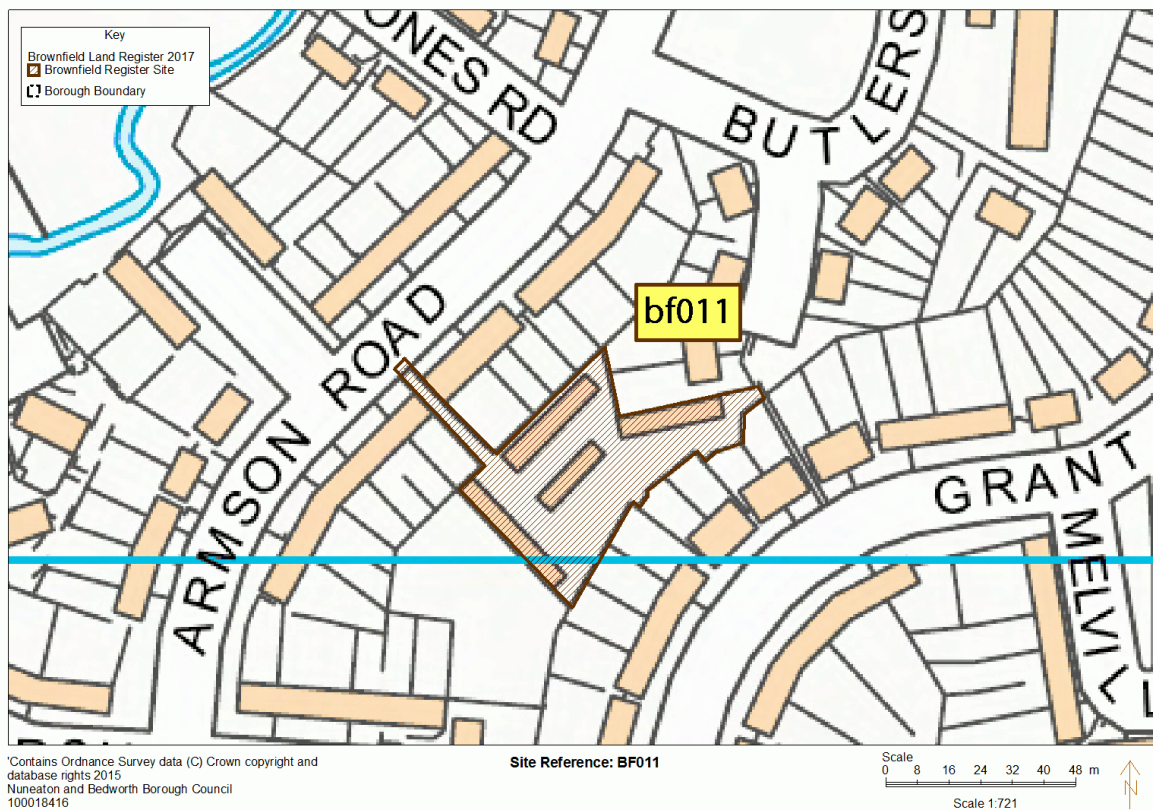 Key
Brownfield Land Register 2017
Brownfield Register Site
Borough Boundary
ONES RD
BUTLERS
bf011
ARMSON ROAD
GRANT
MELVIL
'Contains Ordnance Survey data (C) Crown copyright and
database rights 2015
Nuneaton and Bedworth Borough Council
100018416
Site Reference: BF011
Scale
0 8 16 24 32 40 48 m
Scale 1:721
N